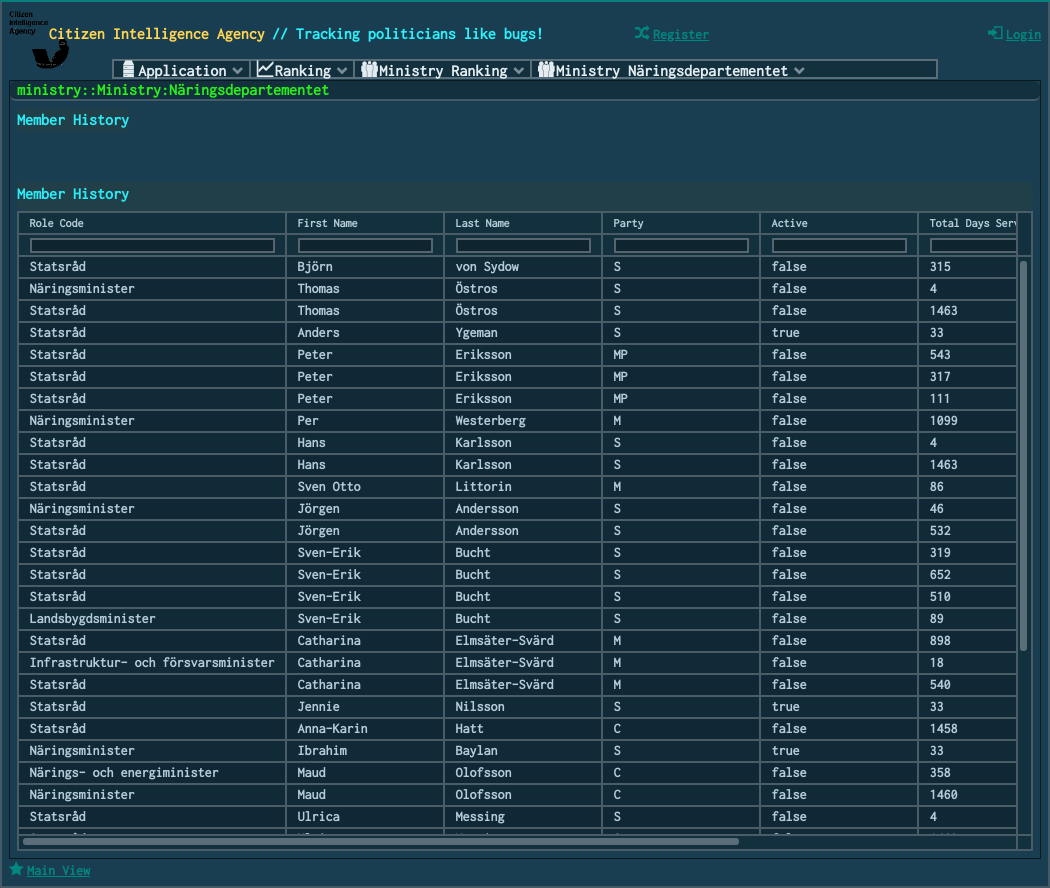 Citizen
Intelligence
Agency
Citizen Intelligence Agency // Tracking politicians like bugs!
Register
Login
Application Ranking Ministry Ranking Ministry Näringsdepartementet
ministry::Ministry:Näringsdepartementet
Member History
Member History
Role Code First Name Last Name Party Active Total Days Serv
Statsråd Björn von Sydow S false 315
Näringsminister Thomas Östros S false 4
Statsråd Thomas Östros S false 1463
Statsråd Anders Ygeman S true 33
Statsråd Peter Eriksson MP false 543
Statsråd Peter Eriksson MP false 317
Statsråd Peter Eriksson MP false 111
Näringsminister Per Westerberg M false 1099
Statsråd Hans Karlsson S false 4
Statsråd Hans Karlsson S false 1463
Statsråd Sven Otto Littorin M false 86
Näringsminister Jörgen Andersson S false 46
Statsråd Jörgen Andersson S false 532
Statsråd Sven-Erik Bucht S false 319
Statsråd Sven-Erik Bucht S false 652
Statsråd Sven-Erik Bucht S false 510
Landsbygdsminister Sven-Erik Bucht S false 89
Statsråd Catharina Elmsäter-Svärd M false 898
Infrastruktur- och försvarsminister Catharina Elmsäter-Svärd M false 18
Statsråd Catharina Elmsäter-Svärd M false 540
Statsråd Jennie Nilsson S true 33
Statsråd Anna-Karin Hatt C false 1458
Näringsminister Ibrahim Baylan S true 33
Närings- och energiminister Maud Olofsson C false 358
Näringsminister Maud Olofsson C false 1460
Statsråd Ulrica Messing S false 4
Main View